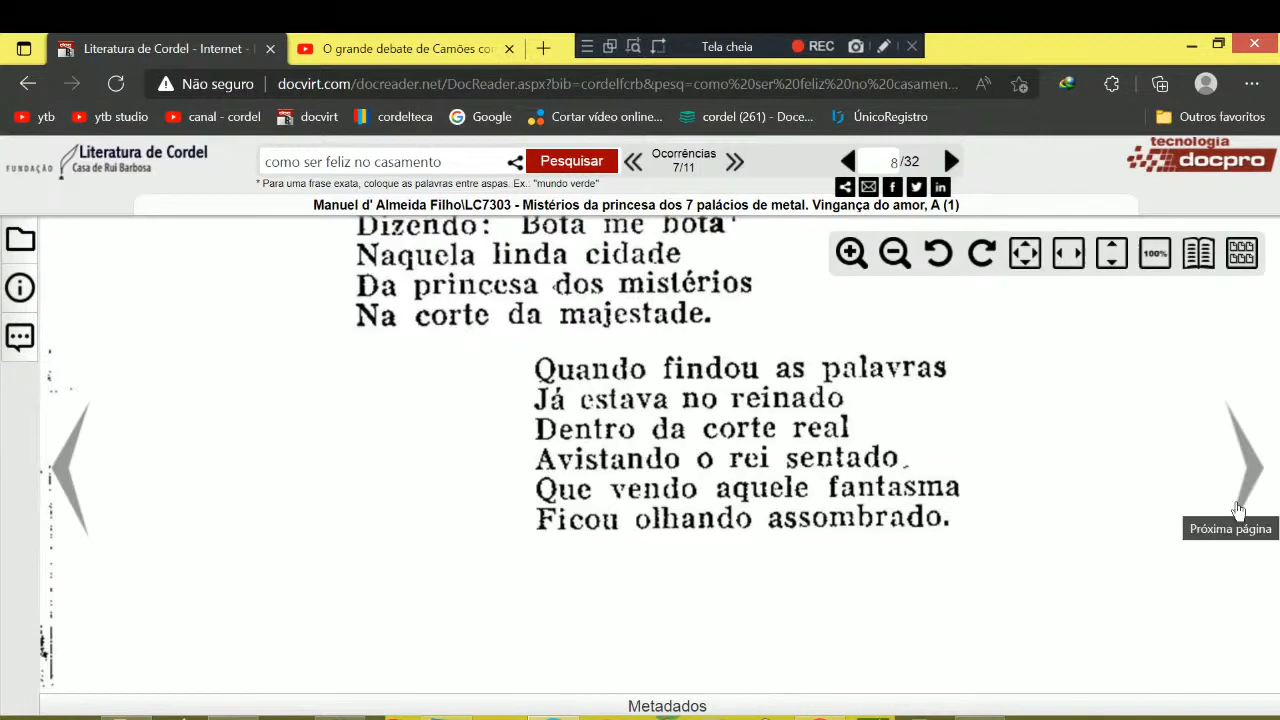 Literatura de Cordel - Internet -
O grande debate de Camões co
Tela cheia
REC
Não seguro
docvirt.com/docreader.net/DocReader.aspx?bib=cordelfcrb&pesq=como%20ser%20feliz%20no%20casamen...
ytb
ytb studio
canal - cordel
docvirt
cordelteca
Google
Cortar vídeo online...
cordel (261) - Doce...
ÚnicoRegistro
Outros favoritos
FUNDAÇÃO
Literatura de Cordel
Casa de Rui Barbosa
como ser feliz no casamento
Pesquisar
Ocorrências
7/11
8 /32
tecnologia
docpro
* Para uma frase exata, coloque as palavras entre aspas. Ex.: "mundo verde"
Manuel d' Almeida Filho\LC7303 - Mistérios da princesa dos 7 palácios de metal. Vingança do amor, A (1)
100%
Dizendo: Bota me bota
Naquela linda cidade
Da princesa dos mistérios
Na corte da majestade.
Quando findou as palavras
Já estava no reinado
Dentro da corte real
Avistando o rei sentado
Que vendo aquele fantasma
Ficou olhando assombrado.
Próxima página
Metadados